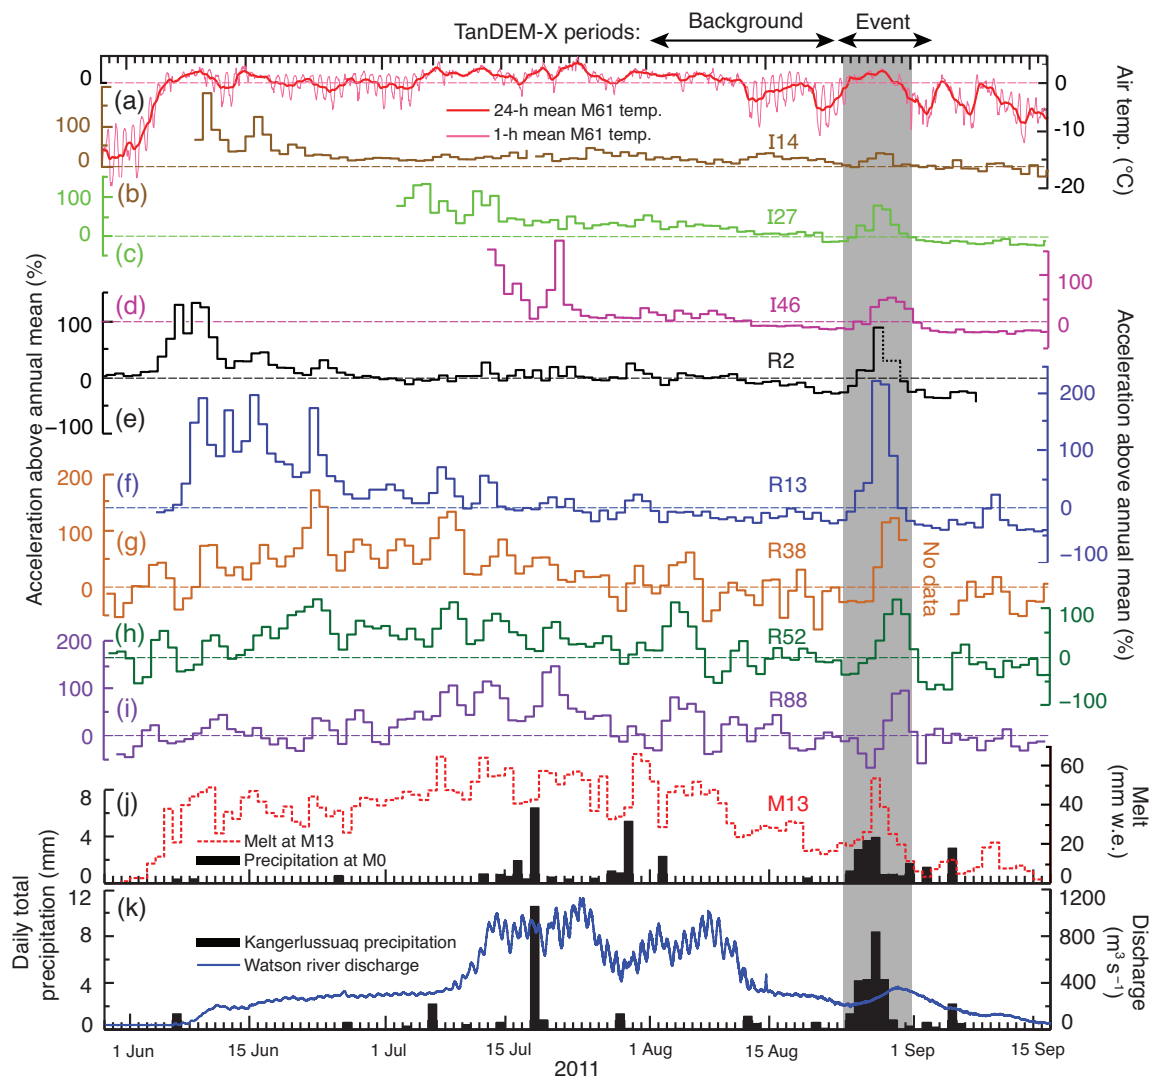 TanDEM-X periods:
Background
Event
0
(a)
24-h mean M61 temp.
1-h mean M61 temp.
0
-10
-20
Air temp. (°C)
100
0
I14
(b)
100
0
I27
(c)
(d)
I46
100
0
100
0
−100
R2
(e)
Acceleration above annual mean (%)
Acceleration above annual mean (%)
200
100
0
−100
(f)
R13
200
100
0
(g)
R38
No data
(h)
R52
100
0
−100
200
100
0
(i)
R88
8
4
0
(j)
M13
Melt at M13
Precipitation at M0
60
40
20
0
Melt
(mm w.e.)
12
8
4
0
(k)
Kangerlussuaq precipitation
Watson river discharge
Daily total
precipitation (mm)
1200
800
400
0
Discharge
(m³ s⁻¹)
1 Jun
15 Jun
1 Jul
15 Jul
1 Aug
15 Aug
1 Sep
15 Sep
2011